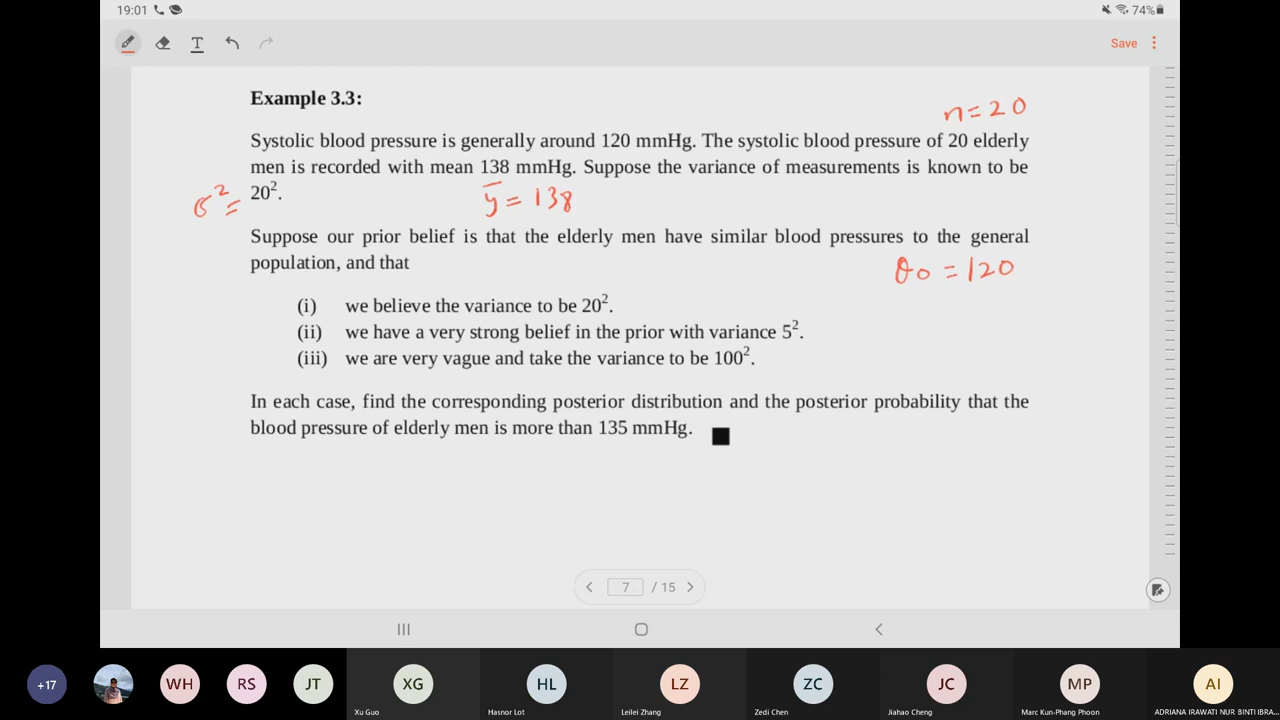 19:01
74%
T
Save
Example 3.3:
n=20
Systolic blood pressure is generally around 120 mmHg. The systolic blood pressure of 20 elderly
men is recorded with mean 138 mmHg. Suppose the variance of measurements is known to be
σ² = 20².
ȳ = 138
Suppose our prior belief is that the elderly men have similar blood pressures to the general
population, and that
θ₀ = 120
(i) we believe the variance to be 20².
(ii) we have a very strong belief in the prior with variance 5².
(iii) we are very vague and take the variance to be 100².
In each case, find the corresponding posterior distribution and the posterior probability that the
blood pressure of elderly men is more than 135 mmHg.
7 / 15
+17 WH RS JT XG HL LZ ZC JC MP AI
Xu Guo Hasnor Lot Leilei Zhang Zedi Chen Jiahao Cheng Marc Kun-Phang Phoon ADRIANA IRAWATI NUR BINTI IBRA...